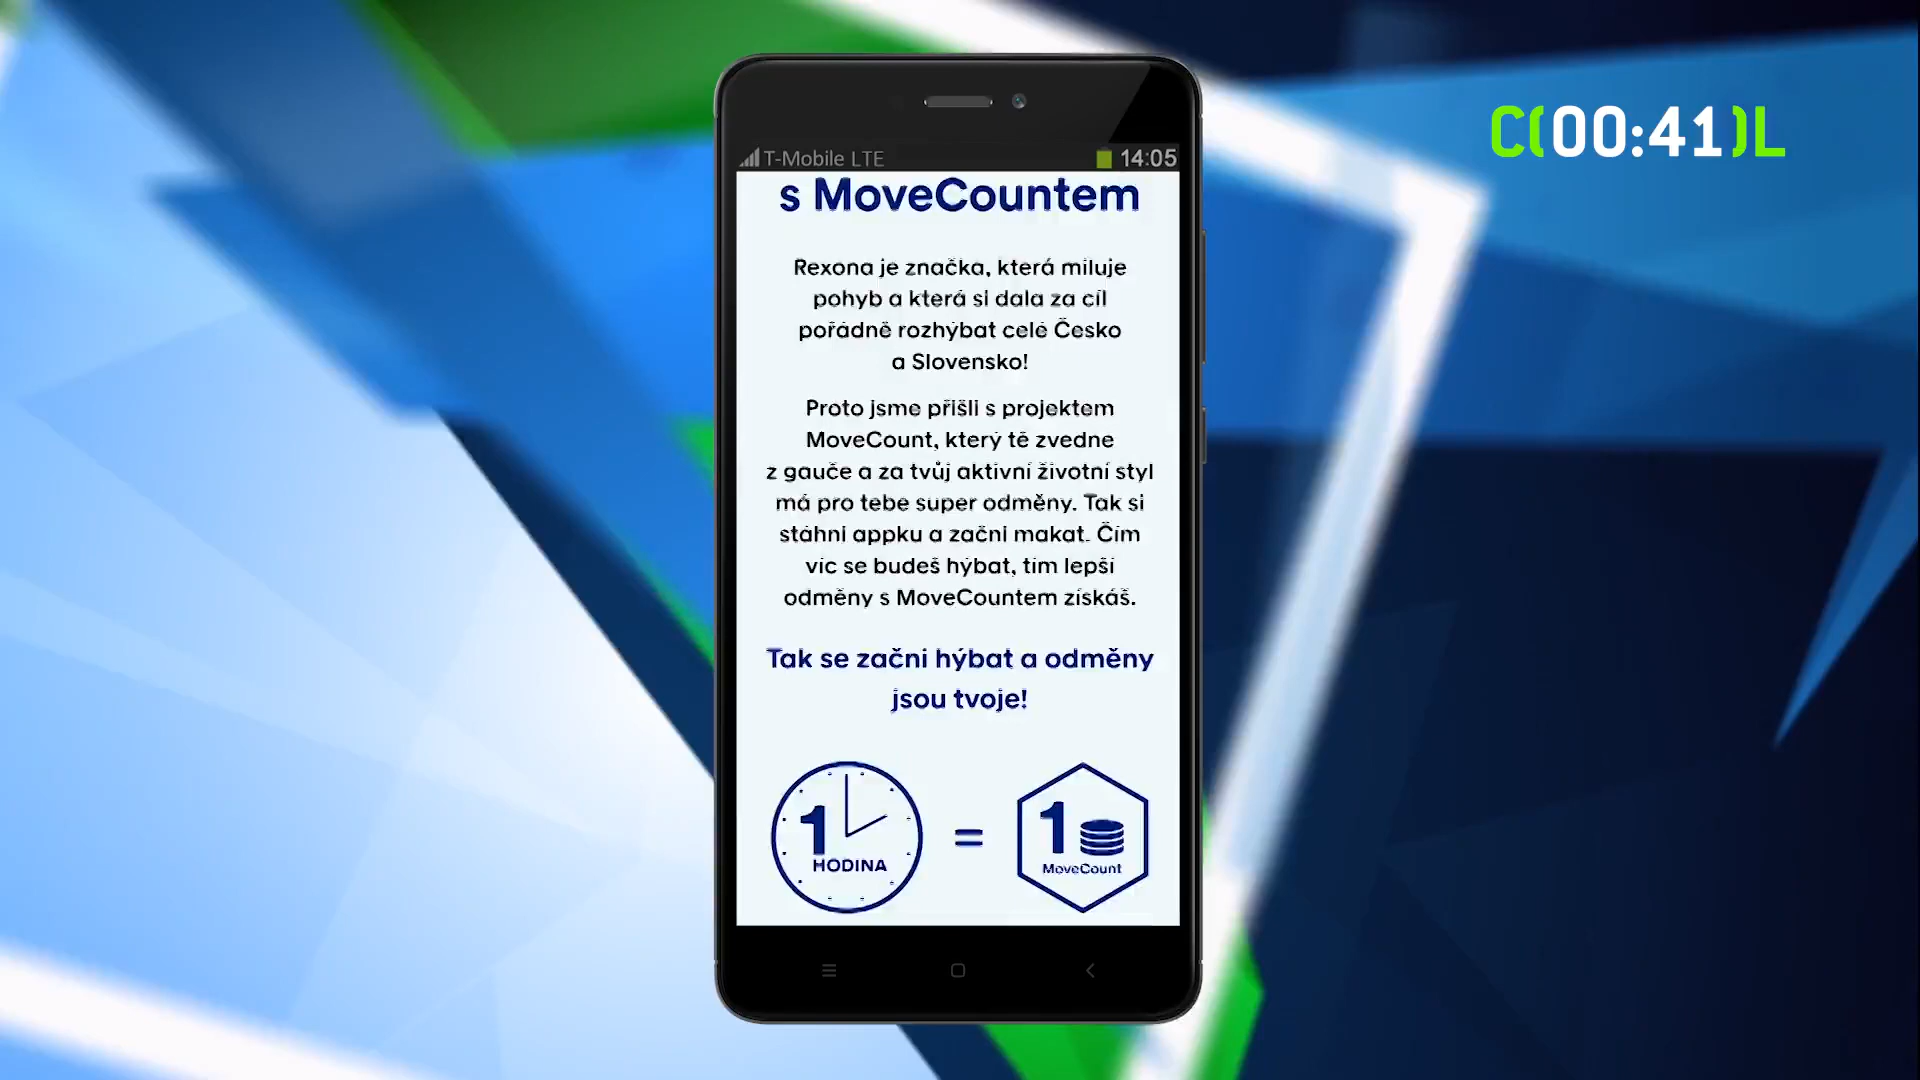 C(00:41)L
T-Mobile LTE 14:05
s MoveCountem
Rexona je značka, která miluje
pohyb a která si dala za cíl
pořádně rozhýbat celé Česko
a Slovensko!
Proto jsme přišli s projektem
MoveCount, který tě zvedne
z gauče a za tvůj aktivní životní styl
má pro tebe super odměny. Tak si
stáhni appku a začni makat. Čím
víc se budeš hýbat, tím lepší
odměny s MoveCountem získáš.
Tak se začni hýbat a odměny
jsou tvoje!
1
HODINA
=
1
MoveCount